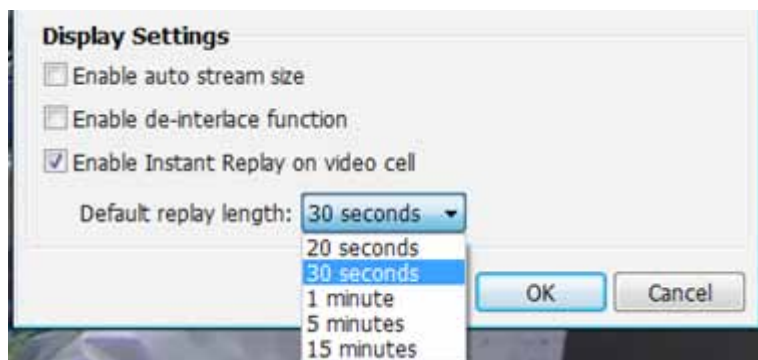 Display Settings
Enable auto stream size
Enable de-interlace function
Enable Instant Replay on video cell
Default replay length: 30 seconds
20 seconds
30 seconds
1 minute
5 minutes
15 minutes
OK Cancel